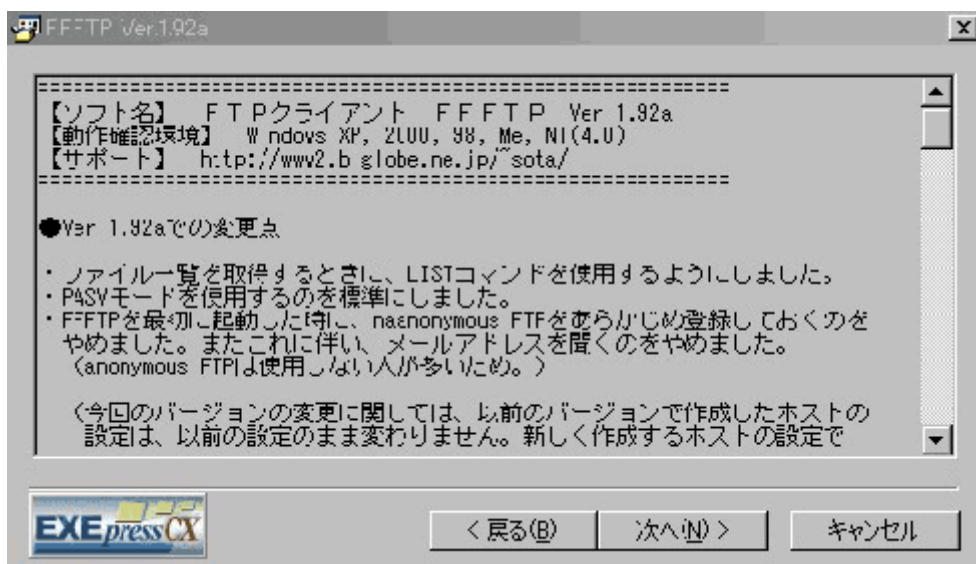 FFFTP Ver.1.92a
============================================================
【ソフト名】 ＦＴＰクライアント ＦＦＦＴＰ Ver 1.92a
【動作確認環境】 Windows XP, 2000, 98, Me, NT(4.0)
【サポート】 http://www2.biglobe.ne.jp/~sota/
============================================================
●Ver 1.92aでの変更点
・ファイル一覧を取得するときに、LISTコマンドを使用するようにしました。
・PASVモードを使用するのを標準にしました。
・FFFTPを最初に起動した時に、 anonymous FTPをあらかじめ登録しておくのを
やめました。またこれに伴い、メールアドレスを聞くのをやめました。
（anonymous FTPは使用しない人が多いため。）
（今回のバージョンの変更に関しては、以前のバージョンで作成したホストの
設定は、以前の設定のまま変わりません。新しく作成するホストの設定で
EXEpressCX
< 戻る(B)
次へ(N) >
キャンセル